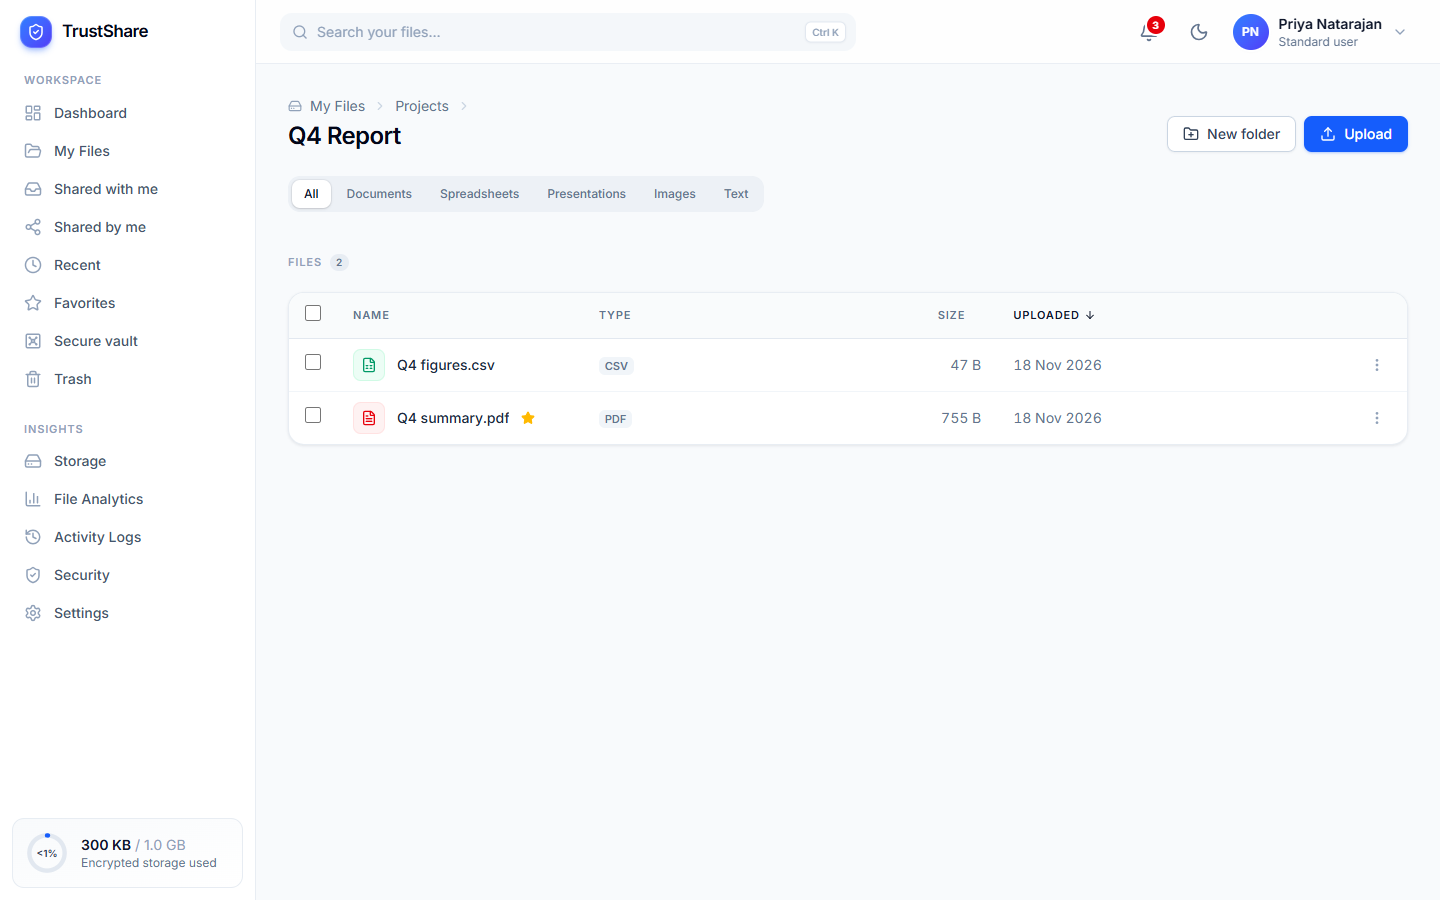 TrustShare
WORKSPACE
Dashboard
My Files
Shared with me
Shared by me
Recent
Favorites
Secure vault
Trash
INSIGHTS
Storage
File Analytics
Activity Logs
Security
Settings
<1%
300 KB / 1.0 GB
Encrypted storage used
Search your files...
Ctrl K
3
PN
Priya Natarajan
Standard user
My Files
Projects
Q4 Report
New folder
Upload
All
Documents
Spreadsheets
Presentations
Images
Text
FILES 2
NAME TYPE SIZE UPLOADED
Q4 figures.csv CSV 47 B 18 Nov 2026
Q4 summary.pdf PDF 755 B 18 Nov 2026